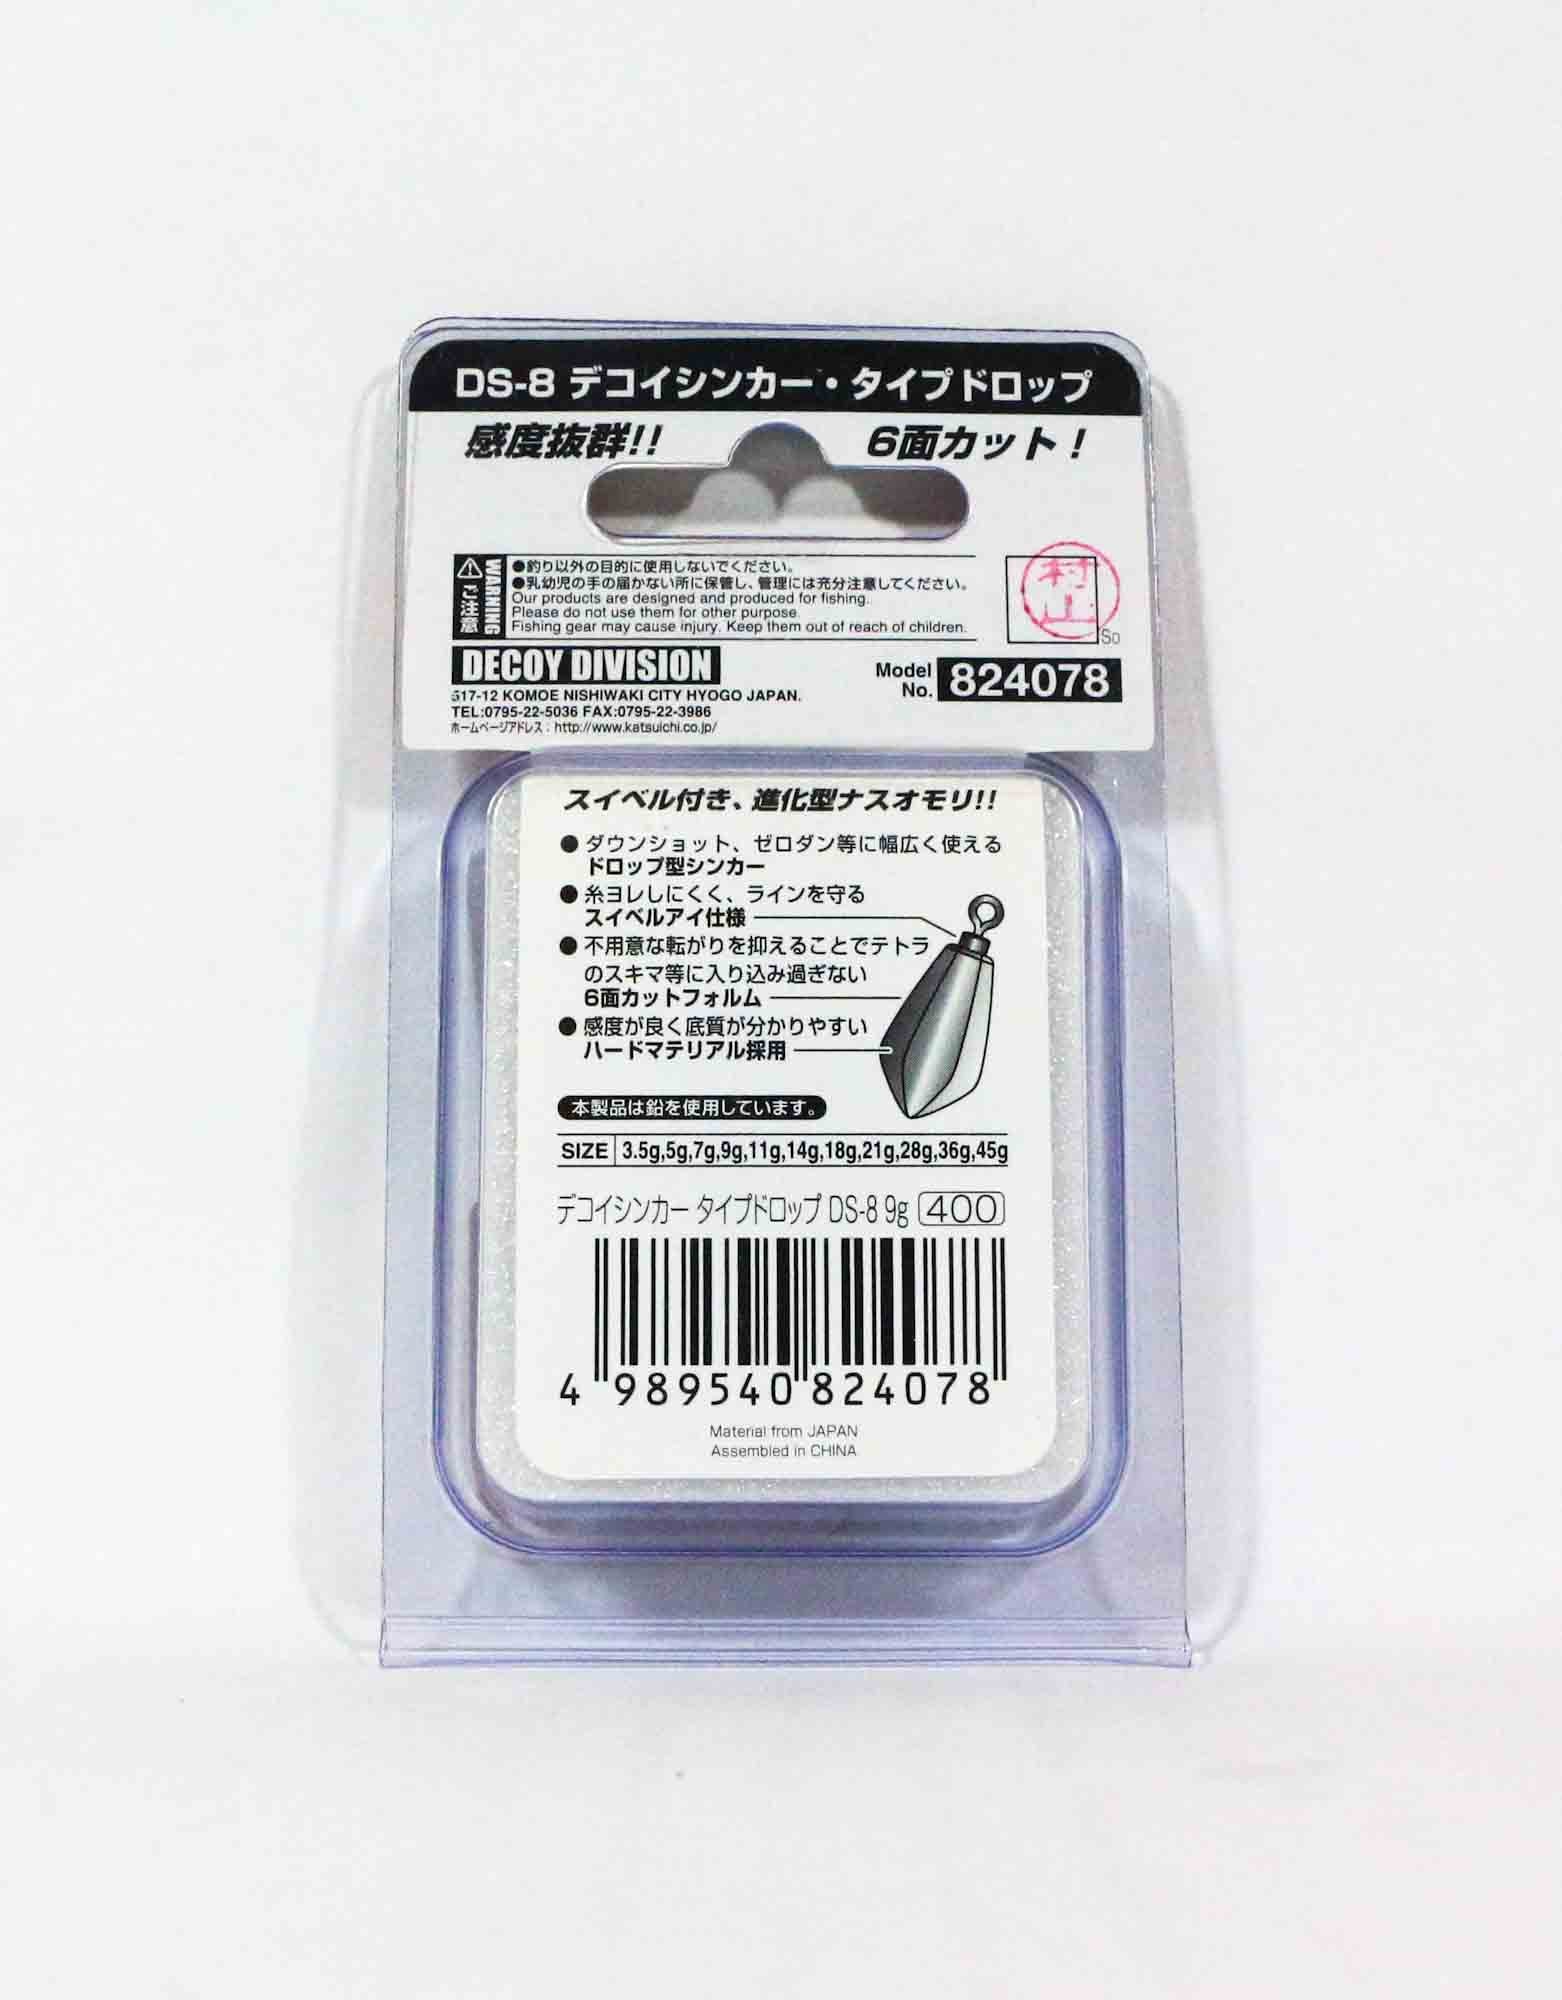 DS-8 デコイシンカー・タイプドロップ
感度抜群!! 6面カット!
WARNING
ご注意
●釣り以外の目的に使用しないでください。
●乳幼児の手の届かない所に保管し、管理には充分注意してください。
Our products are designed and produced for fishing.
Please do not use them for other purpose.
Fishing gear may cause injury. Keep them out of reach of children.
村山
So
DECOY DIVISION
517-12 KOMOE NISHIWAKI CITY HYOGO JAPAN.
TEL:0795-22-5036 FAX:0795-22-3986
ホームページアドレス：http://www.katsuichi.co.jp/
Model No. 824078
スイベル付き、進化型ナスオモリ!!
●ダウンショット、ゼロダン等に幅広く使える
ドロップ型シンカー
●糸ヨレしにくく、ラインを守る
スイベルアイ仕様
●不用意な転がりを抑えることでテトラ
のスキマ等に入り込み過ぎない
6面カットフォルム
●感度が良く底質が分かりやすい
ハードマテリアル採用
本製品は鉛を使用しています。
SIZE 3.5g,5g,7g,9g,11g,14g,18g,21g,28g,36g,45g
デコイシンカー タイプドロップ DS-8 9g 400
4 989540 824078
Material from JAPAN
Assembled in CHINA